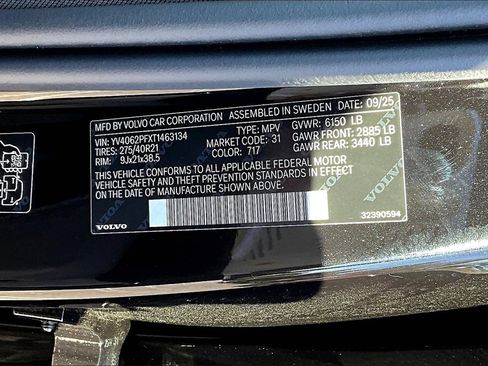 MFD BY VOLVO CAR CORPORATION ASSEMBLED IN SWEDEN DATE: 09/25
VIN: YV4062PFXT1463134 TYPE: MPV GVWR: 6150 LB
TIRES: 275/40R21 MARKET CODE: 31 GAWR FRONT: 2885 LB
RIM: 9Jx21x38.5 COLOR: 717 GAWR REAR: 3440 LB
THIS VEHICLE CONFORMS TO ALL APPLICABLE FEDERAL MOTOR
VEHICLE SAFETY, AND THEFT PREVENTION STANDARDS IN EFFECT
ON THE DATE OF MANUFACTURE SHOWN ABOVE
VOLVO 32390594